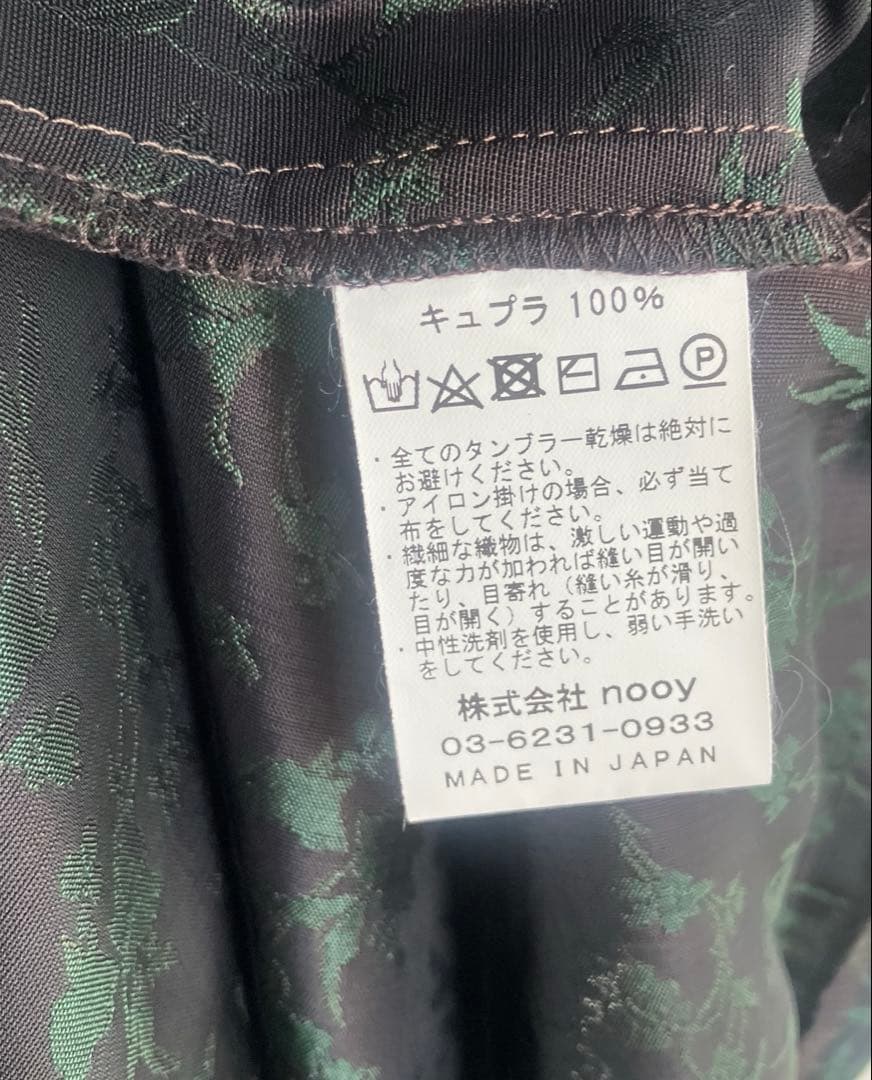 キュプラ 100%
P
・全てのタンブラー乾燥は絶対に
お避けください。
・アイロン掛けの場合、必ず当て
布をしてください。
・繊細な織物は、激しい運動や過
度な力が加われば縫い目が開い
たり、目寄れ（縫い糸が滑り、
目が開く）することがあります。
・中性洗剤を使用し、弱い手洗い
をしてください。
株式会社 nooy
03-6231-0933
MADE IN JAPAN